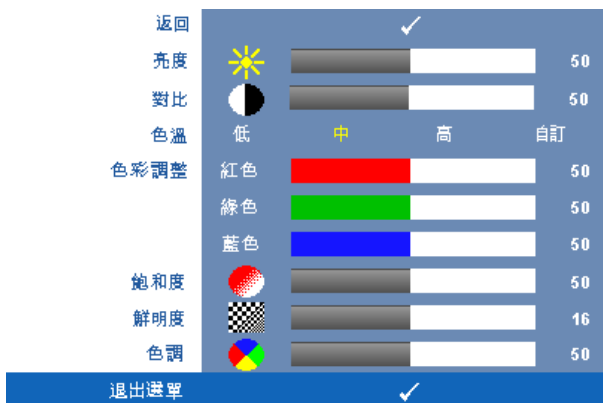 返回
亮度 50
對比 50
色溫 低 中 高 自訂
色彩調整 紅色 50
綠色 50
藍色 50
飽和度 50
鮮明度 16
色調 50
退出選單